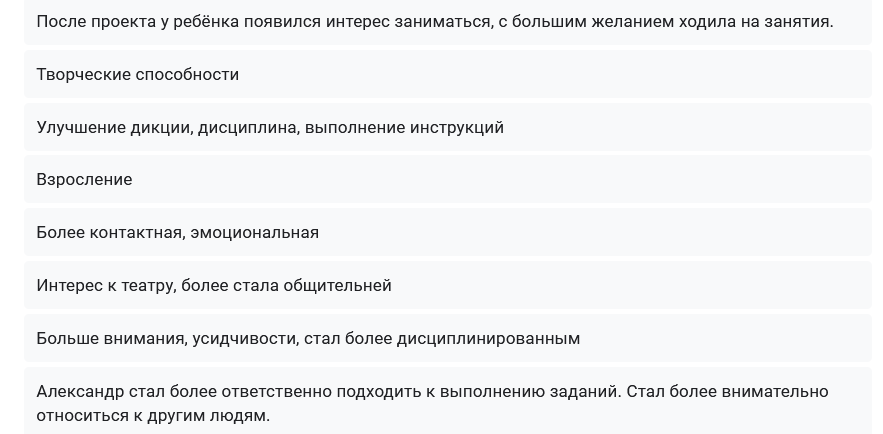 После проекта у ребёнка появился интерес заниматься, с большим желанием ходила на занятия.
Творческие способности
Улучшение дикции, дисциплина, выполнение инструкций
Взросление
Более контактная, эмоциональная
Интерес к театру, более стала общительней
Больше внимания, усидчивости, стал более дисциплинированным
Александр стал более ответственно подходить к выполнению заданий. Стал более внимательно
относиться к другим людям.